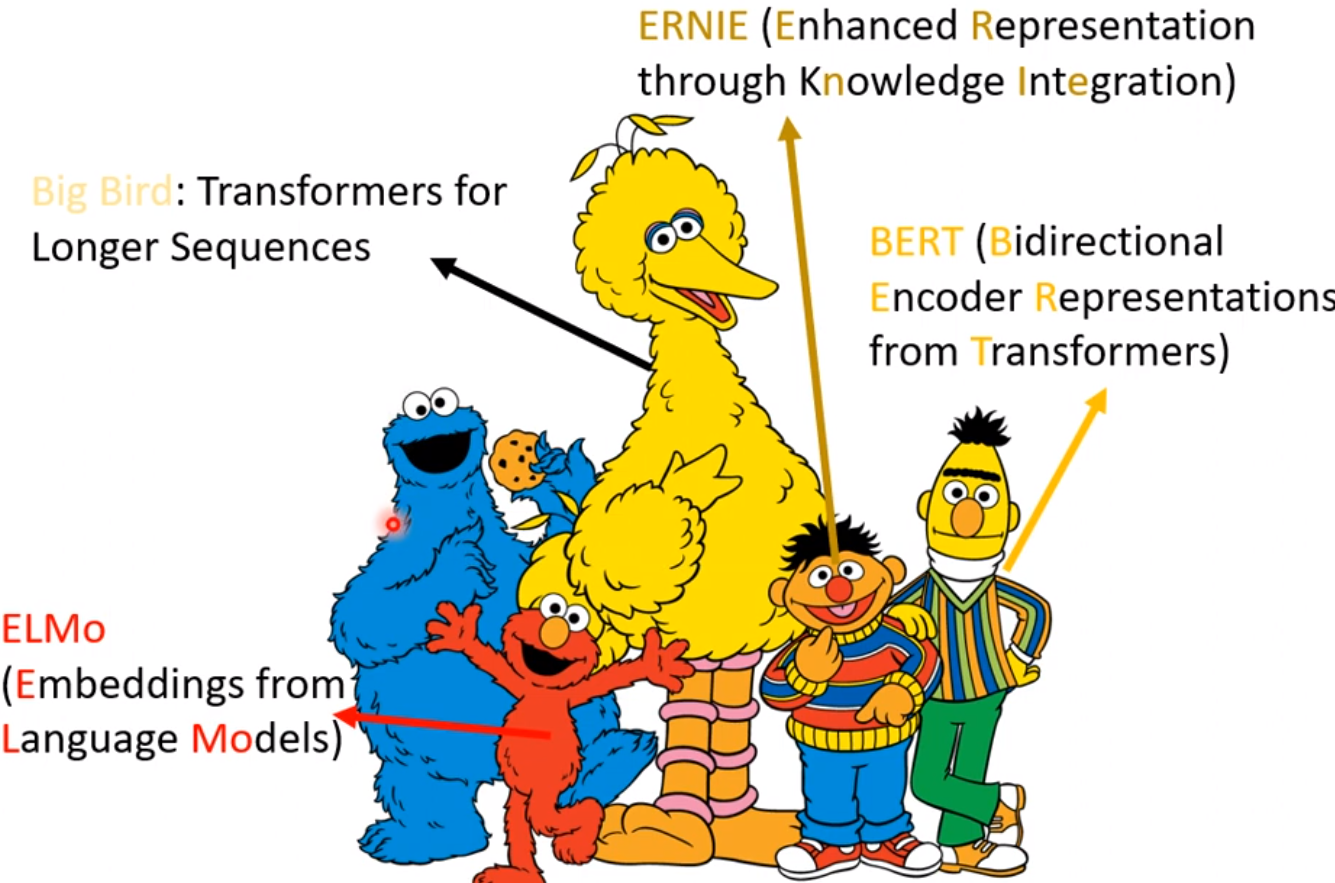 ERNIE (Enhanced Representation
through Knowledge Integration)
Big Bird: Transformers for
Longer Sequences
BERT (Bidirectional
Encoder Representations
from Transformers)
ELMo
(Embeddings from
Language Models)